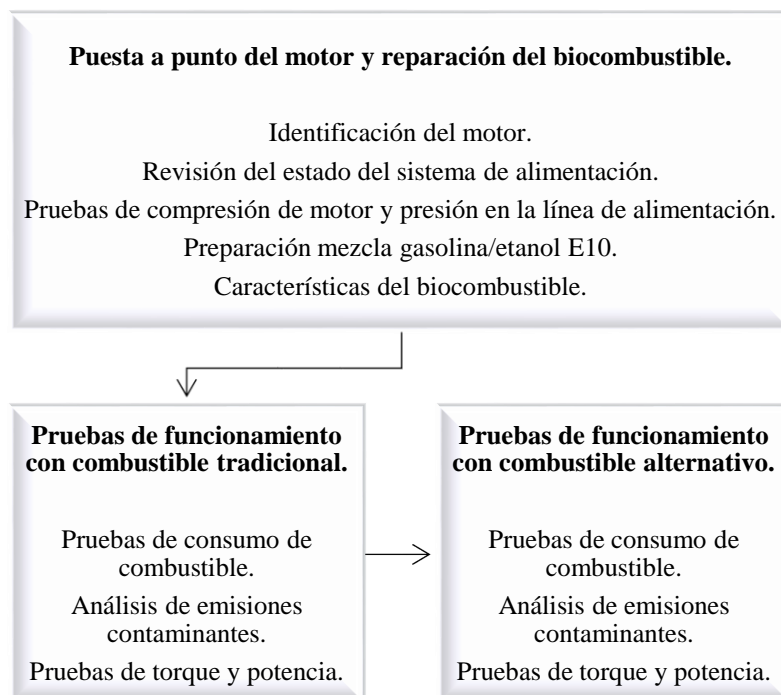 Puesta a punto del motor y reparación del biocombustible.
Identificación del motor.
Revisión del estado del sistema de alimentación.
Pruebas de compresión de motor y presión en la línea de alimentación.
Preparación mezcla gasolina/etanol E10.
Características del biocombustible.
Pruebas de funcionamiento
con combustible tradicional.
Pruebas de consumo de
combustible.
Análisis de emisiones
contaminantes.
Pruebas de torque y potencia.
Pruebas de funcionamiento
con combustible alternativo.
Pruebas de consumo de
combustible.
Análisis de emisiones
contaminantes.
Pruebas de torque y potencia.